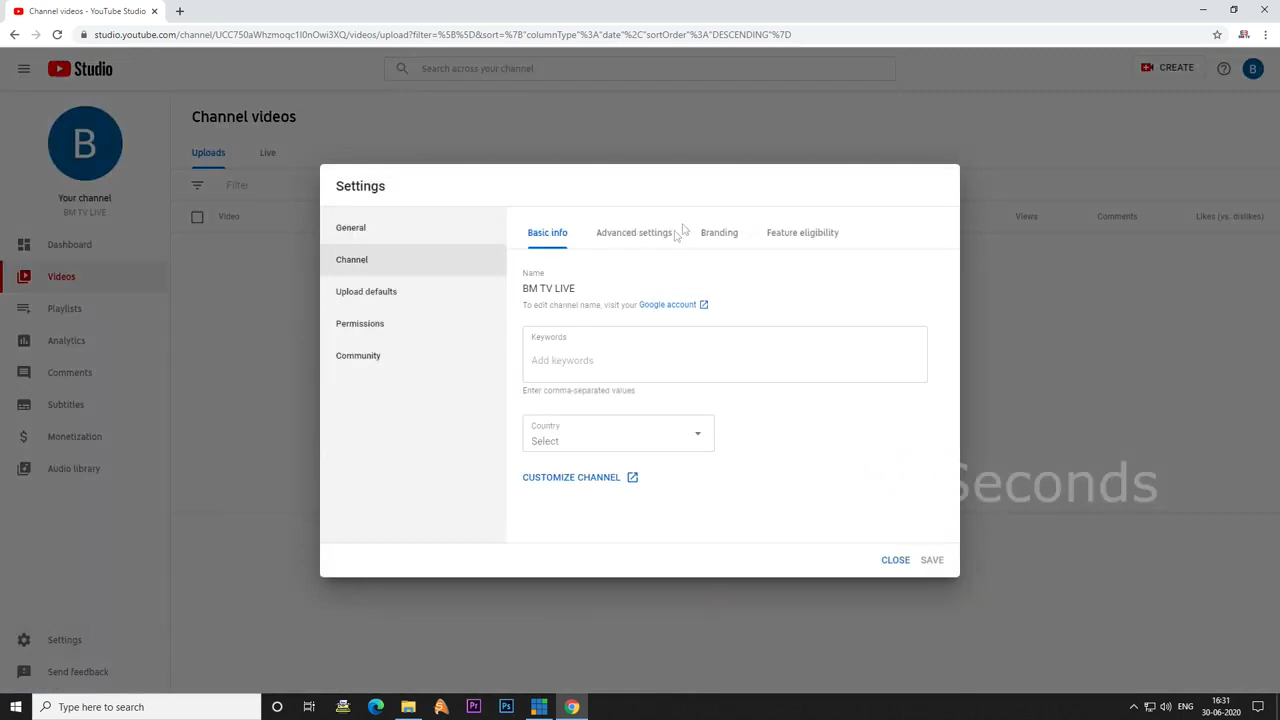 Channel videos - YouTube Studio
studio.youtube.com/channel/UCC750aWhzmoqc1I0nOwi3XQ/videos/upload?filter=%5B%5D&sort=%7B"columnType"%3A"date"%2C"sortOrder"%3A"DESCENDING"%7D
Studio
Search across your channel
CREATE
B
B
Your channel
BM TV LIVE
Dashboard
Videos
Playlists
Analytics
Comments
Subtitles
Monetization
Audio library
Settings
Send feedback
Channel videos
Uploads
Live
Filter
Video
Views
Comments
Likes (vs. dislikes)
Settings
General
Channel
Upload defaults
Permissions
Community
Basic info
Advanced settings
Branding
Feature eligibility
Name
BM TV LIVE
To edit channel name, visit your Google account
Keywords
Add keywords
Enter comma-separated values
Country
Select
CUSTOMIZE CHANNEL
CLOSE
SAVE
Seconds
Type here to search
Pr
Ps
ENG
16:31
30-06-2020